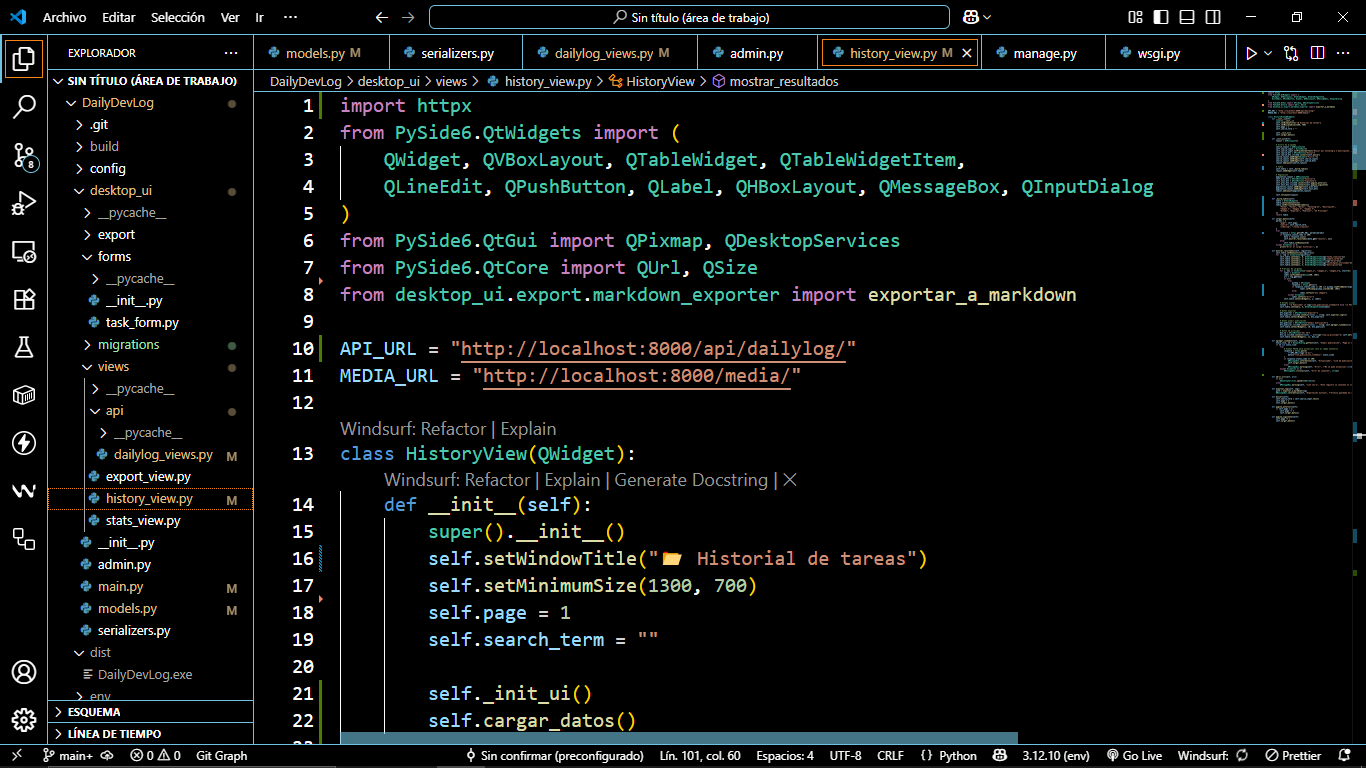 Archivo Editar Selección Ver Ir ···
Sin título (área de trabajo)
EXPLORADOR
SIN TÍTULO (ÁREA DE TRABAJO)
DailyDevLog
.git
build
config
desktop_ui
__pycache__
export
forms
__pycache__
__init__.py
task_form.py
migrations
views
__pycache__
api
__pycache__
dailylog_views.py M
export_view.py
history_view.py M
stats_view.py
__init__.py
admin.py
main.py M
models.py M
serializers.py
dist
DailyDevLog.exe
env
ESQUEMA
LÍNEA DE TIEMPO
8
models.py M serializers.py dailylog_views.py M admin.py history_view.py M manage.py wsgi.py
DailyDevLog > desktop_ui > views > history_view.py > HistoryView > mostrar_resultados
1 import httpx
2 from PySide6.QtWidgets import (
3 QWidget, QVBoxLayout, QTableWidget, QTableWidgetItem,
4 QLineEdit, QPushButton, QLabel, QHBoxLayout, QMessageBox, QInputDialog
5 )
6 from PySide6.QtGui import QPixmap, QDesktopServices
7 from PySide6.QtCore import QUrl, QSize
8 from desktop_ui.export.markdown_exporter import exportar_a_markdown
9
10 API_URL = "http://localhost:8000/api/dailylog/"
11 MEDIA_URL = "http://localhost:8000/media/"
12
Windsurf: Refactor | Explain
13 class HistoryView(QWidget):
Windsurf: Refactor | Explain | Generate Docstring | X
14 def __init__(self):
15 super().__init__()
16 self.setWindowTitle("📂 Historial de tareas")
17 self.setMinimumSize(1300, 700)
18 self.page = 1
19 self.search_term = ""
20
21 self._init_ui()
22 self.cargar_datos()
main+ 0 0 Git Graph Sin confirmar (preconfigurado) Lín. 101, col. 60 Espacios: 4 UTF-8 CRLF {} Python 3.12.10 (env) Go Live Windsurf: Prettier